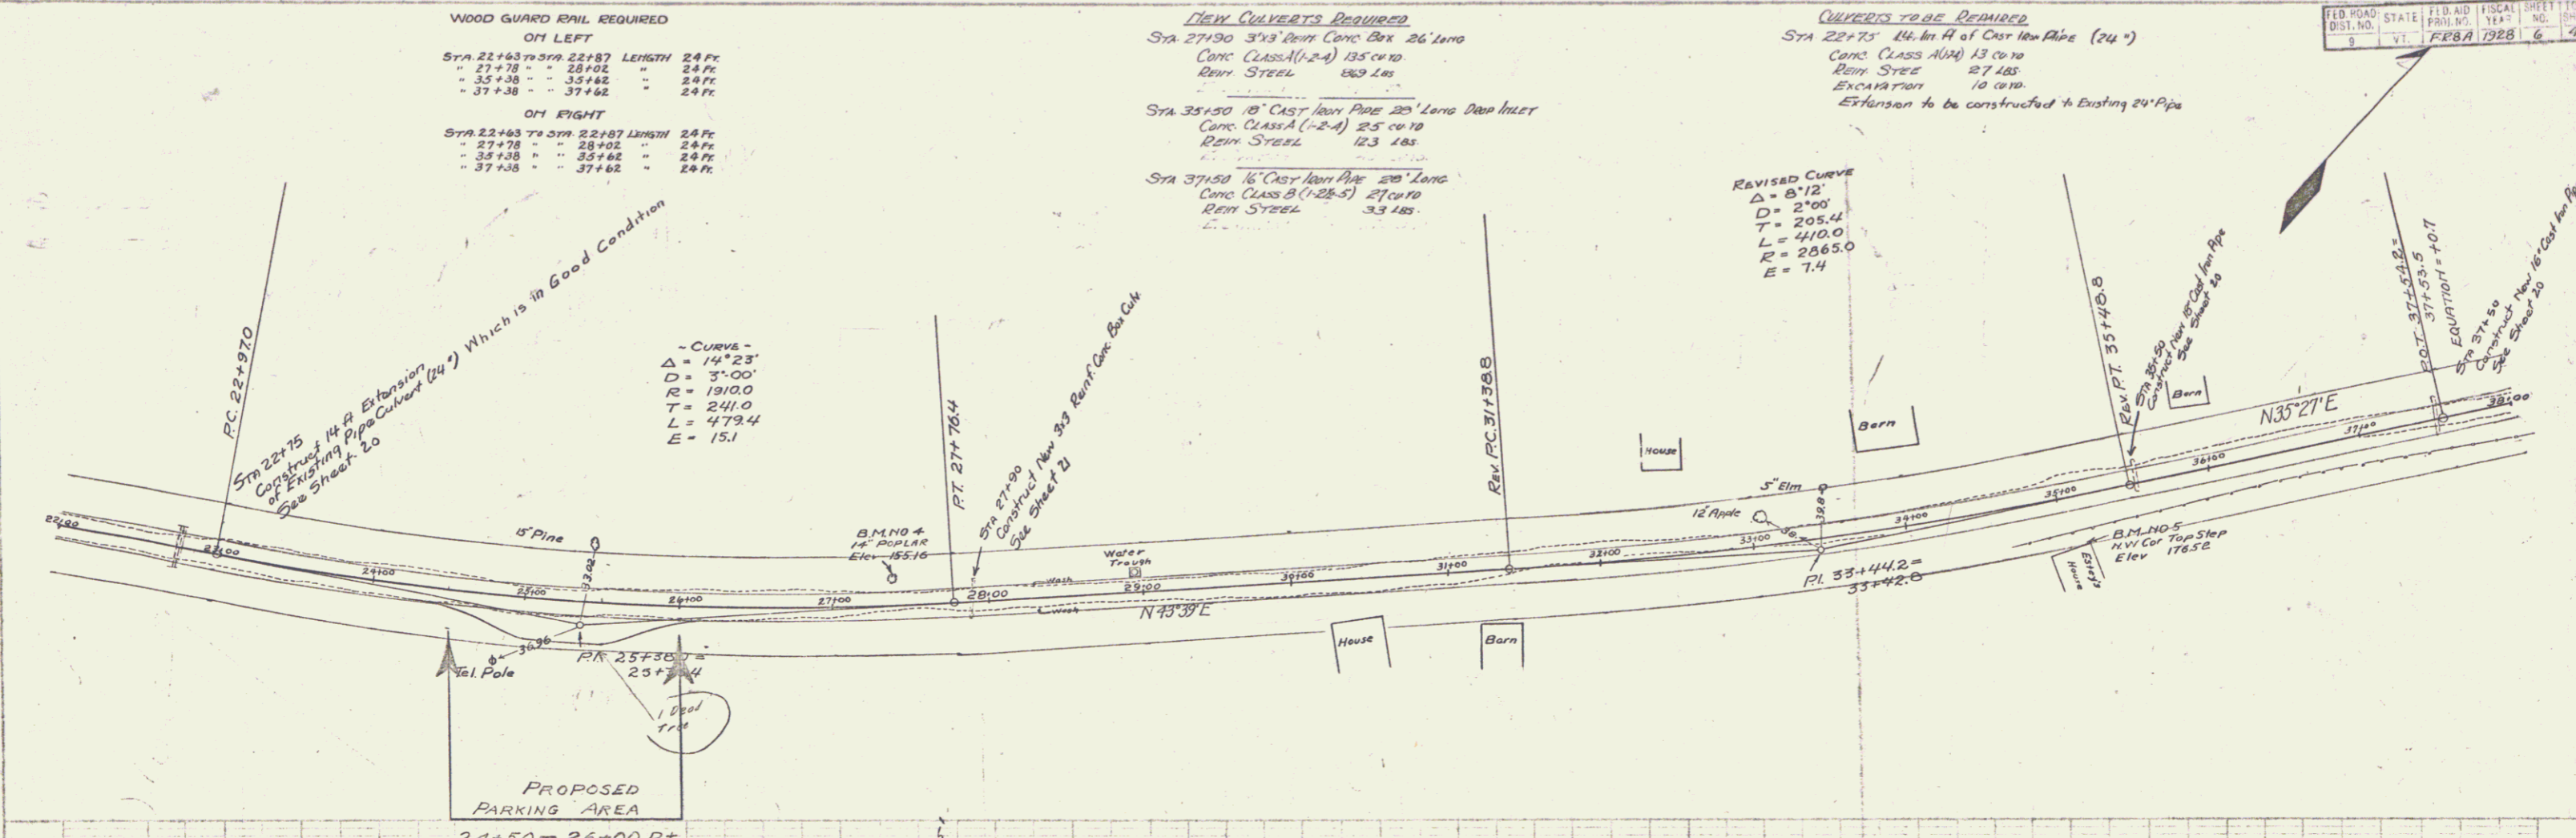 WOOD GUARD RAIL REQUIRED
ON LEFT
STA. 22+63 TO STA. 22+87 LENGTH 24 FT.
" 27+78 " " 28+02 " 24 FT.
" 35+38 " " 35+62 " 24 FT.
" 37+38 " " 37+62 " 24 FT.
ON RIGHT
STA. 22+63 TO STA. 22+87 LENGTH 24 FT.
" 27+78 " " 28+02 " 24 FT.
" 35+38 " " 35+62 " 24 FT.
" 37+38 " " 37+62 " 24 FT.
NEW CULVERTS REQUIRED
STA. 27+90 3'x3' REIN. CONC. BOX 26' LONG
CONC. CLASS A (1-2-4) 135 CU.YD.
REIN. STEEL 869 LBS
STA. 35+50 18" CAST IRON PIPE 28' LONG DROP INLET
CONC. CLASS A (1-2-4) 25 CU.YD
REIN. STEEL 123 LBS.
STA 37+50 16" CAST IRON PIPE 28' LONG
CONC. CLASS B (1-2½-5) 27 CU.YD
REIN. STEEL 33 LBS.
CULVERTS TO BE REPAIRED
STA. 22+75 14 lin. ft of CAST IRON PIPE (24")
CONC. CLASS A (1-2-4) 13 CU.YD
REIN. STEE 27 LBS.
EXCAVATION 10 CU.YD.
Extension to be constructed to Existing 24" Pipe
FED. ROAD DIST. NO. STATE FED. AID PROJ. NO. FISCAL YEAR SHEET NO.
9 VT. FR8A 1928 6
P.C. 22+97.0
STA 22+75
Construct 14 ft Extension
of Existing Pipe Culvert (24") Which is in Good Condition
See Sheet 20
- CURVE -
Δ = 14°23'
D = 3°-00'
R = 1910.0
T = 241.0
L = 479.4
E = 15.1
P.T. 27+76.4
STA 27+90
Construct New 3x3 Reinf. Conc. Box Culv.
See Sheet 21
Rev. P.C. 31+38.8
REVISED CURVE
Δ = 8°12'
D = 2°00'
T = 205.4
L = 410.0
R = 2865.0
E = 7.4
REV. P.T. 35+48.8
STA 35+50
Construct New 18" Cast Iron Pipe
See Sheet 20
P.O.T. 37+54.2=
37+53.5
EQUATION = +0.7
STA 37+50
Construct New 16" Cast Iron Pipe
See Sheet 20
House
Barn
Barn
N35°27'E
22+00
23+00
24+00
25+00
26+00
27+00
28+00
29+00
30+00
31+00
32+00
33+00
34+00
35+00
36+00
37+00
38+00
15" Pine
33.02
B.M. NO 4
14" POPLAR
Elev. 155.16
Water
Trough
Wash
Wash
N43°39'E
12" Apple
5" Elm
39.8
P.I. 33+44.2=
33+42.8
B.M. NO 5
N.W Cor Top Step
Elev 176.52
House
House
Barn
36.96
Tel. Pole
1 Dead
Tree
PROPOSED
PARKING AREA
24+50 - 26+00 Rt